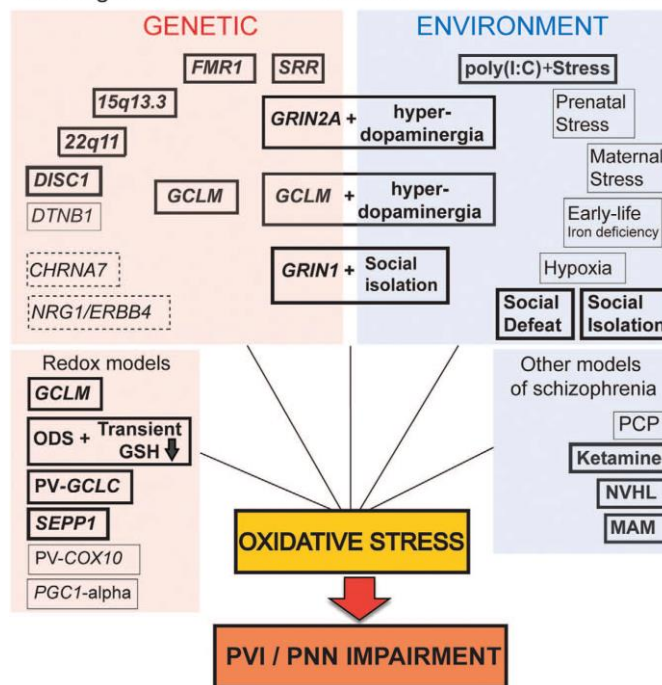 GENETIC
ENVIRONMENT
FMR1
SRR
15q13.3
22q11
DISC1
DTNB1
CHRNA7
NRG1/ERBB4
GCLM
GRIN2A + hyper-
dopaminergia
GCLM + hyper-
dopaminergia
GRIN1 + Social
isolation
poly(I:C)+Stress
Prenatal
Stress
Maternal
Stress
Early-life
Iron deficiency
Hypoxia
Social
Defeat
Social
Isolation
Redox models
GCLM
ODS + Transient
GSH
PV-GCLC
SEPP1
PV-COX10
PGC1-alpha
Other models
of schizophrenia
PCP
Ketamine
NVHL
MAM
OXIDATIVE STRESS
PVI / PNN IMPAIRMENT